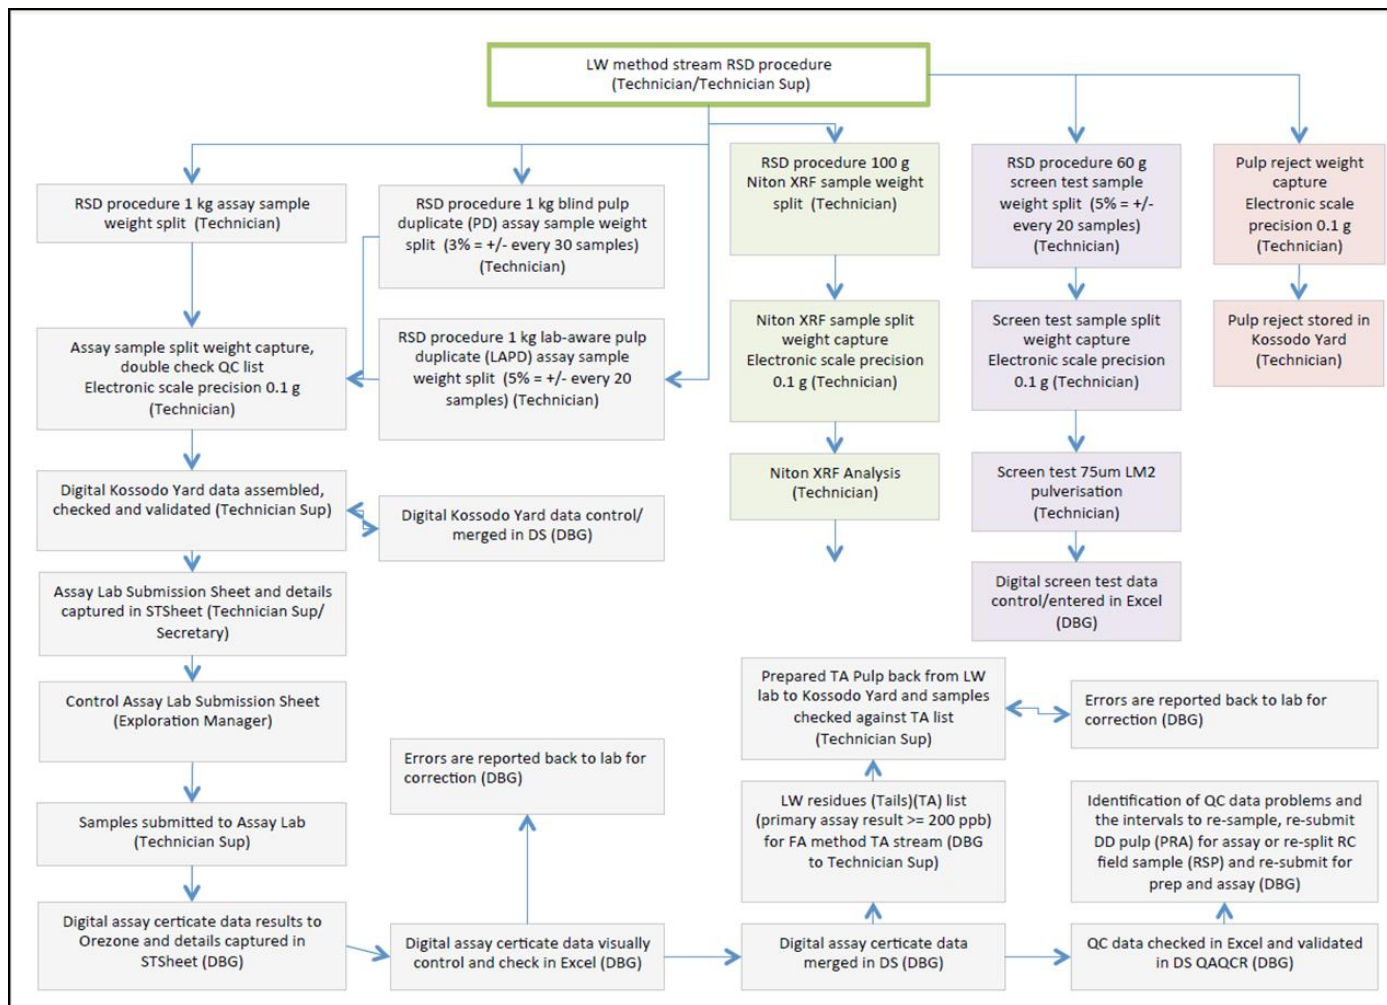 LW method stream RSD procedure
(Technician/Technician Sup)
RSD procedure 1 kg assay sample
weight split  (Technician)
RSD procedure 1 kg blind pulp
duplicate (PD) assay sample weight
split  (3% = +/- every 30 samples)
(Technician)
RSD procedure 100 g
Niton XRF sample weight
split  (Technician)
RSD procedure 60 g
screen test sample
weight split  (5% = +/-
every 20 samples)
(Technician)
Pulp reject weight
capture
Electronic scale
precision 0.1 g
(Technician)
Assay sample split weight capture,
double check QC list
Electronic scale precision 0.1 g
(Technician)
RSD procedure 1 kg lab-aware pulp
duplicate (LAPD) assay sample
weight split  (5% = +/- every 20
samples) (Technician)
Niton XRF sample split
weight capture
Electronic scale precision
0.1 g (Technician)
Screen test sample split
weight capture
Electronic scale precision
0.1 g (Technician)
Pulp reject stored in
Kossodo Yard
(Technician)
Digital Kossodo Yard data assembled,
checked and validated (Technician Sup)
Digital Kossodo Yard data control/
merged in DS (DBG)
Niton XRF Analysis
(Technician)
Screen test 75um LM2
pulverisation
(Technician)
Assay Lab Submission Sheet and details
captured in STSheet (Technician Sup/
Secretary)
Digital screen test data
control/entered in Excel
(DBG)
Control Assay Lab Submission Sheet
(Exploration Manager)
Prepared TA Pulp back from LW
lab to Kossodo Yard and samples
checked against TA list
(Technician Sup)
Errors are reported back to lab for
correction (DBG)
Errors are reported back to lab for
correction (DBG)
Samples submitted to Assay Lab
(Technician Sup)
LW residues (Tails)(TA) list
(primary assay result >= 200 ppb)
for FA method TA stream (DBG
to Technician Sup)
Identification of QC data problems and
the intervals to re-sample, re-submit
DD pulp (PRA) for assay or re-split RC
field sample (RSP) and re-submit for
prep and assay (DBG)
Digital assay certicate data results to
Orezone and details captured in
STSheet (DBG)
Digital assay certicate data visually
control and check in Excel (DBG)
Digital assay certicate data
merged in DS (DBG)
QC data checked in Excel and validated
in DS QAQCR (DBG)